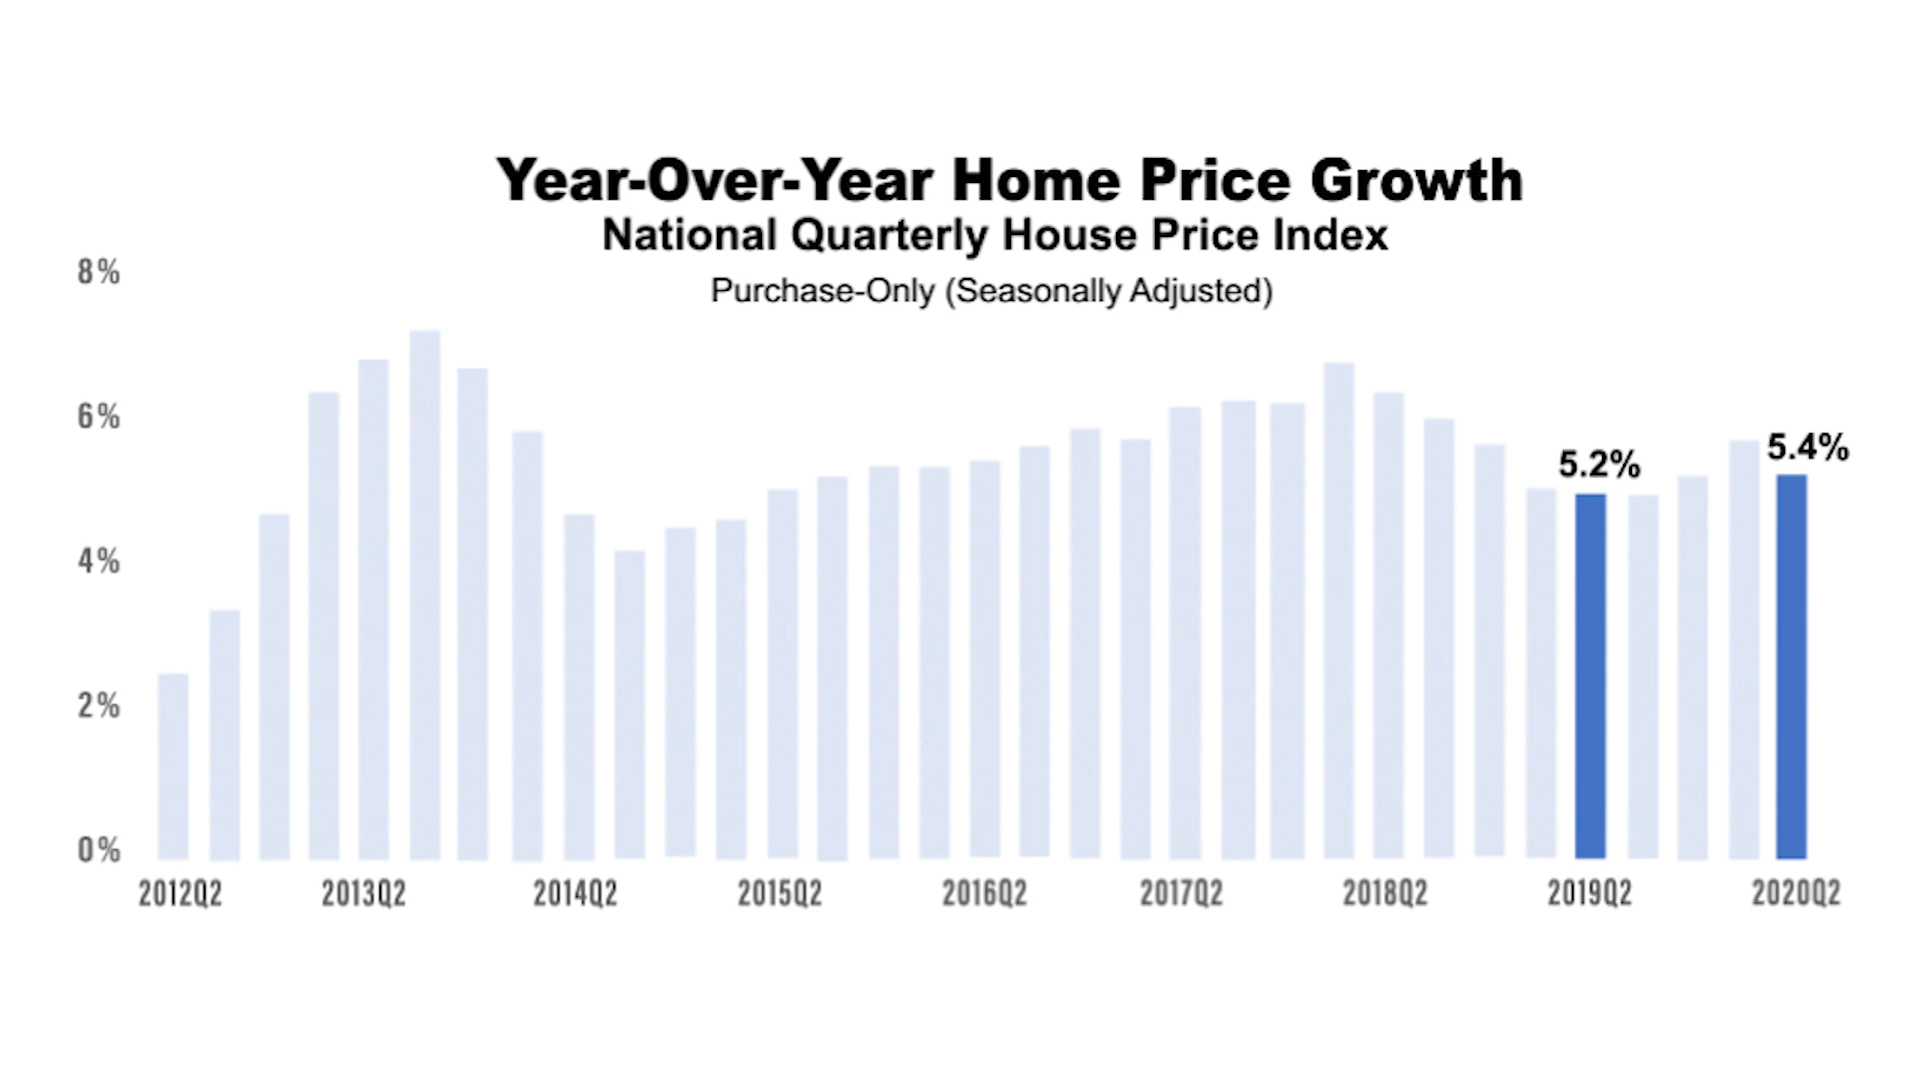 Year-Over-Year Home Price Growth
National Quarterly House Price Index
Purchase-Only (Seasonally Adjusted)
8%
6%
4%
2%
0%
5.2%
5.4%
2012Q2 2013Q2 2014Q2 2015Q2 2016Q2 2017Q2 2018Q2 2019Q2 2020Q2